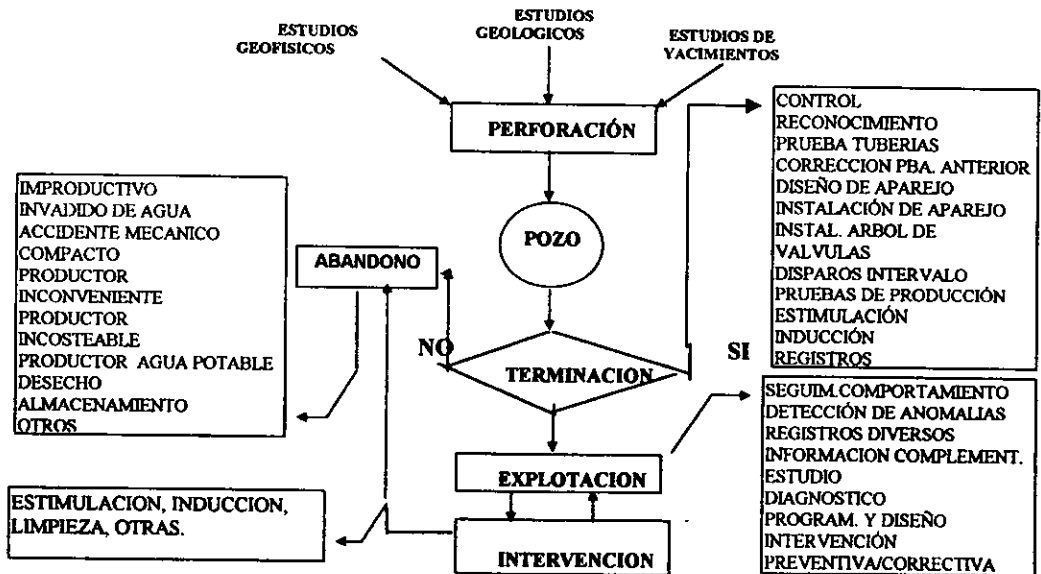 ESTUDIOS
GEOFISICOS
ESTUDIOS
GEOLOGICOS
ESTUDIOS DE
YACIMIENTOS
PERFORACIÓN
POZO
NO
TERMINACION
SI
ABANDONO
EXPLOTACION
INTERVENCION
IMPRODUCTIVO
INVADIDO DE AGUA
ACCIDENTE MECANICO
COMPACTO
PRODUCTOR
INCONVENIENTE
PRODUCTOR
INCOSTEABLE
PRODUCTOR AGUA POTABLE
DESECHO
ALMACENAMIENTO
OTROS
ESTIMULACION, INDUCCION,
LIMPIEZA, OTRAS.
CONTROL
RECONOCIMIENTO
PRUEBA TUBERIAS
CORRECCION PBA. ANTERIOR
DISEÑO DE APAREJO
INSTALACIÓN DE APAREJO
INSTAL. ARBOL DE
VALVULAS
DISPAROS INTERVALO
PRUEBAS DE PRODUCCIÓN
ESTIMULACIÓN
INDUCCIÓN
REGISTROS
SEGUIM.COMPORTAMIENTO
DETECCIÓN DE ANOMALIAS
REGISTROS DIVERSOS
INFORMACION COMPLEMENT.
ESTUDIO
DIAGNOSTICO
PROGRAM. Y DISEÑO
INTERVENCIÓN
PREVENTIVA/CORRECTIVA